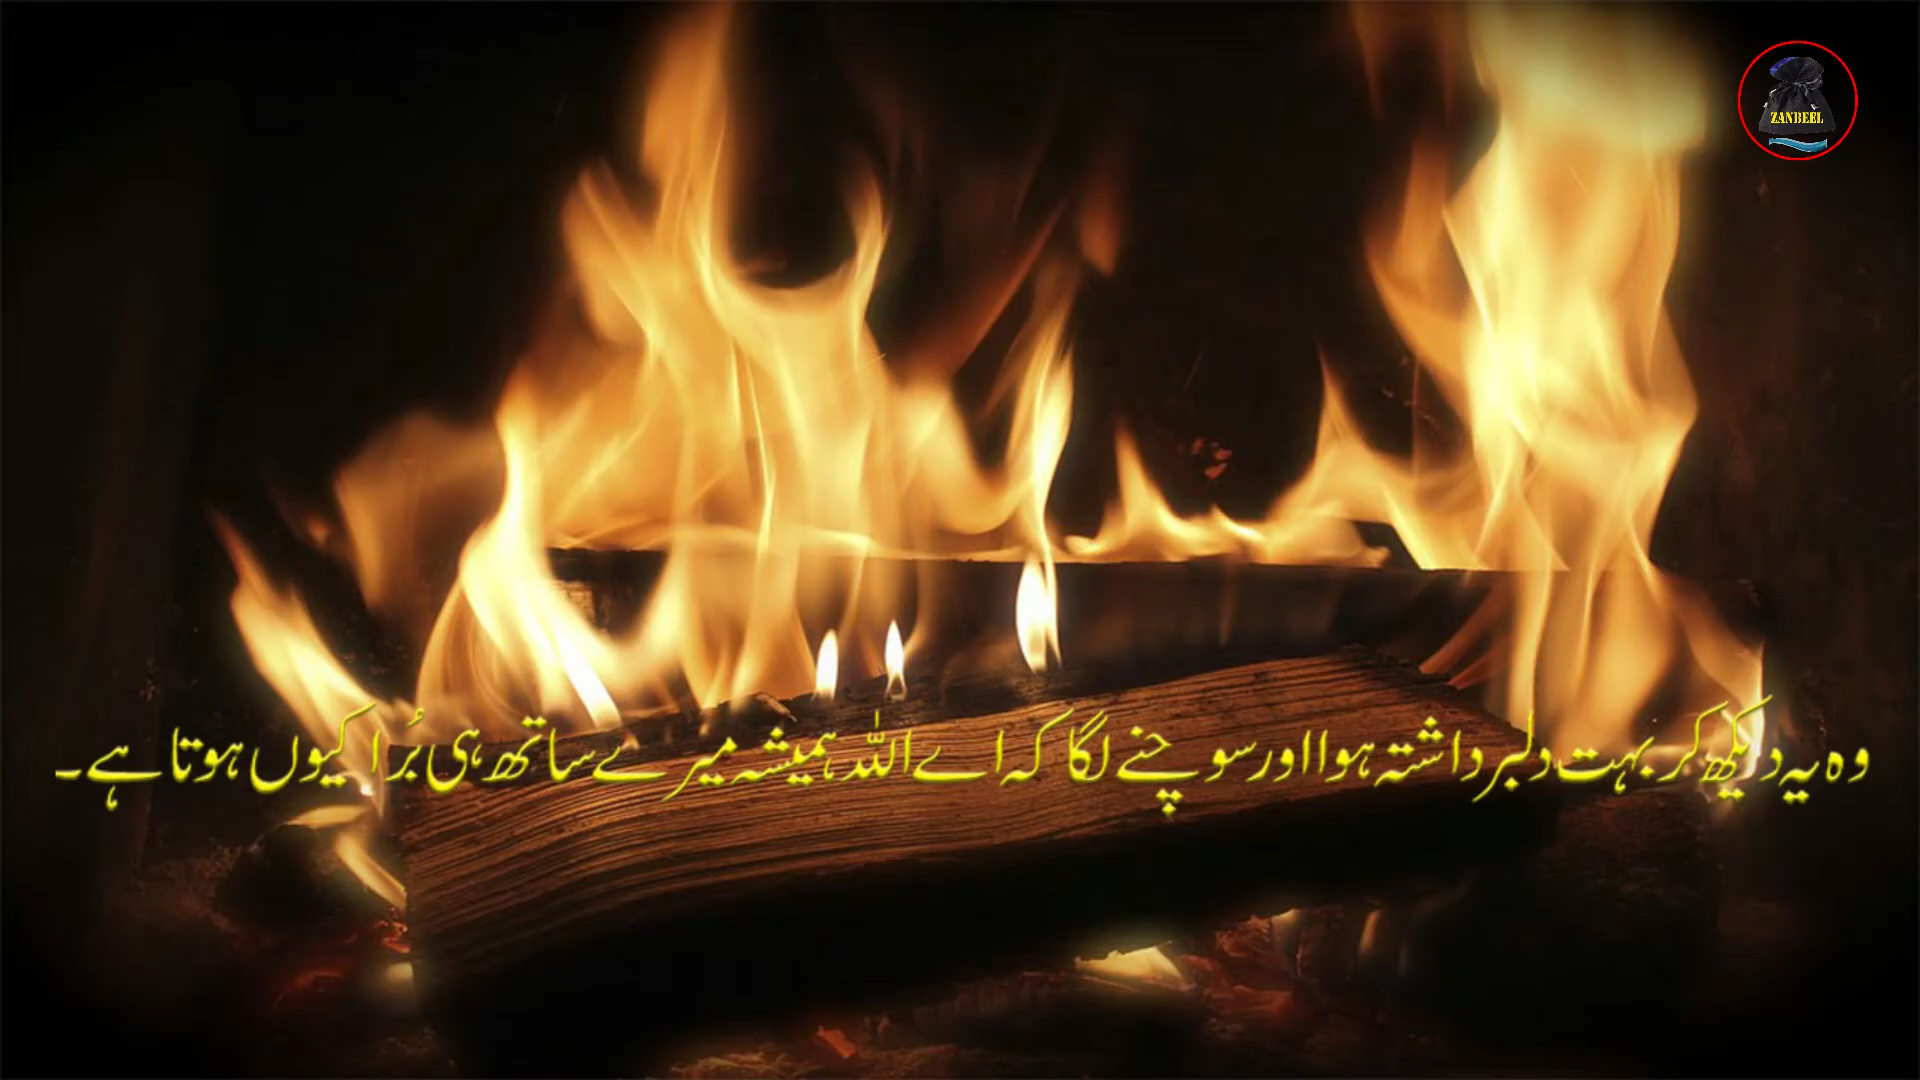 ZANBEEL
وہ یہ دیکھ کر بہت دلبرداشتہ ہوا اور سوچنے لگا کہ اے اللہ ہمیشہ میرے ساتھ ہی بُرا کیوں ہوتا ہے۔